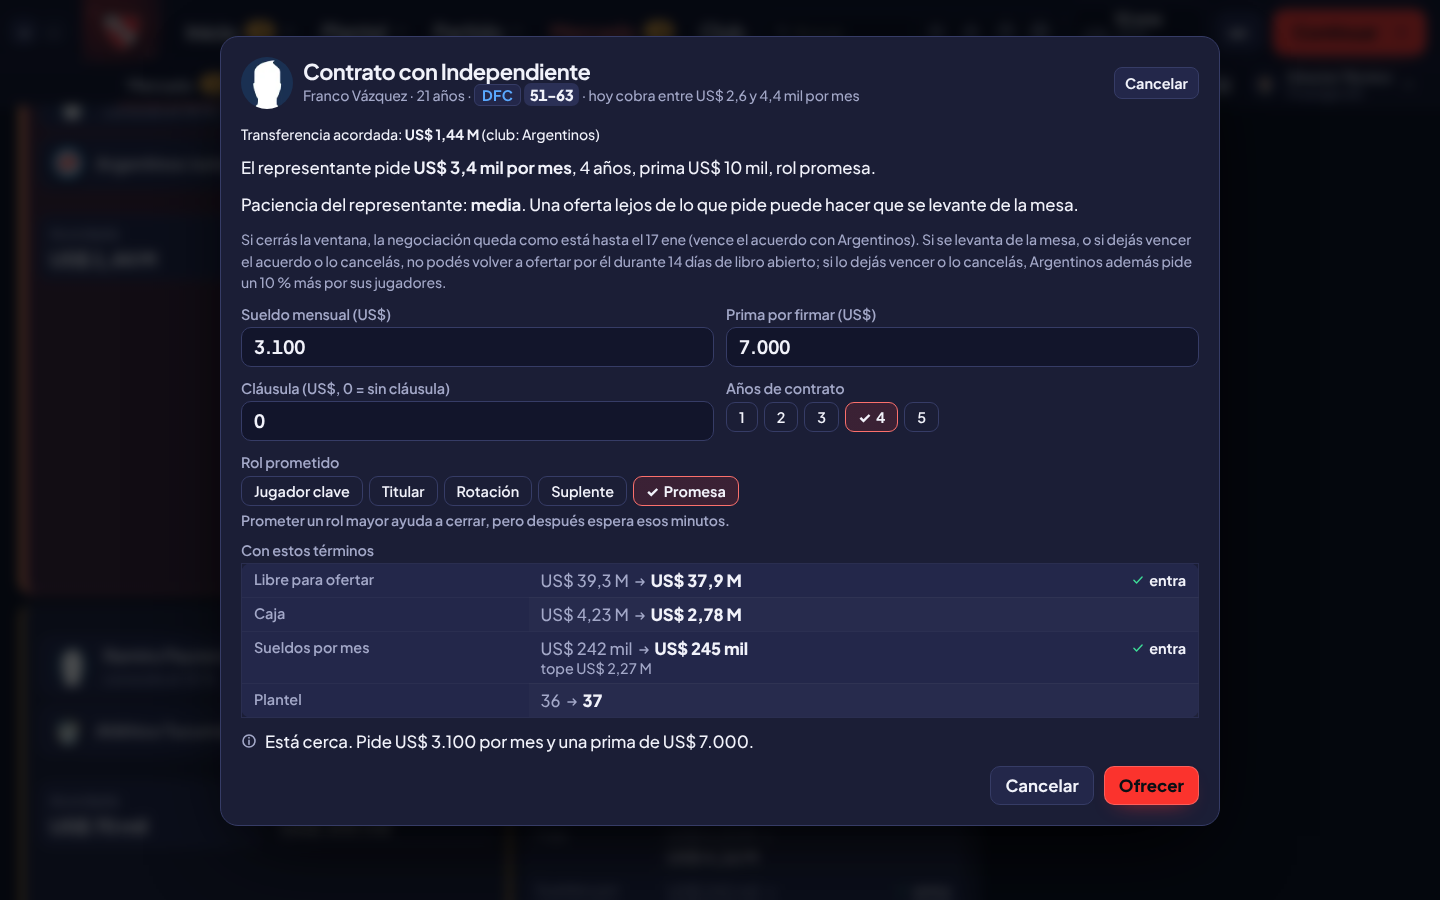 Contrato con Independiente
Franco Vázquez · 21 años · DFC 51–63 · hoy cobra entre US$ 2,6 y 4,4 mil por mes
Cancelar
Transferencia acordada: US$ 1,44 M (club: Argentinos)
El representante pide US$ 3,4 mil por mes, 4 años, prima US$ 10 mil, rol promesa.
Paciencia del representante: media. Una oferta lejos de lo que pide puede hacer que se levante de la mesa.
Si cerrás la ventana, la negociación queda como está hasta el 17 ene (vence el acuerdo con Argentinos). Si se levanta de la mesa, o si dejás vencer
el acuerdo o lo cancelás, no podés volver a ofertar por él durante 14 días de libro abierto; si lo dejás vencer o lo cancelás, Argentinos además pide
un 10 % más por sus jugadores.
Sueldo mensual (US$)
3.100
Prima por firmar (US$)
7.000
Cláusula (US$, 0 = sin cláusula)
0
Años de contrato
1 2 3 ✓ 4 5
Rol prometido
Jugador clave Titular Rotación Suplente ✓ Promesa
Prometer un rol mayor ayuda a cerrar, pero después espera esos minutos.
Con estos términos
Libre para ofertar US$ 39,3 M → US$ 37,9 M ✓ entra
Caja US$ 4,23 M → US$ 2,78 M
Sueldos por mes US$ 242 mil → US$ 245 mil ✓ entra
tope US$ 2,27 M
Plantel 36 → 37
Está cerca. Pide US$ 3.100 por mes y una prima de US$ 7.000.
Cancelar Ofrecer